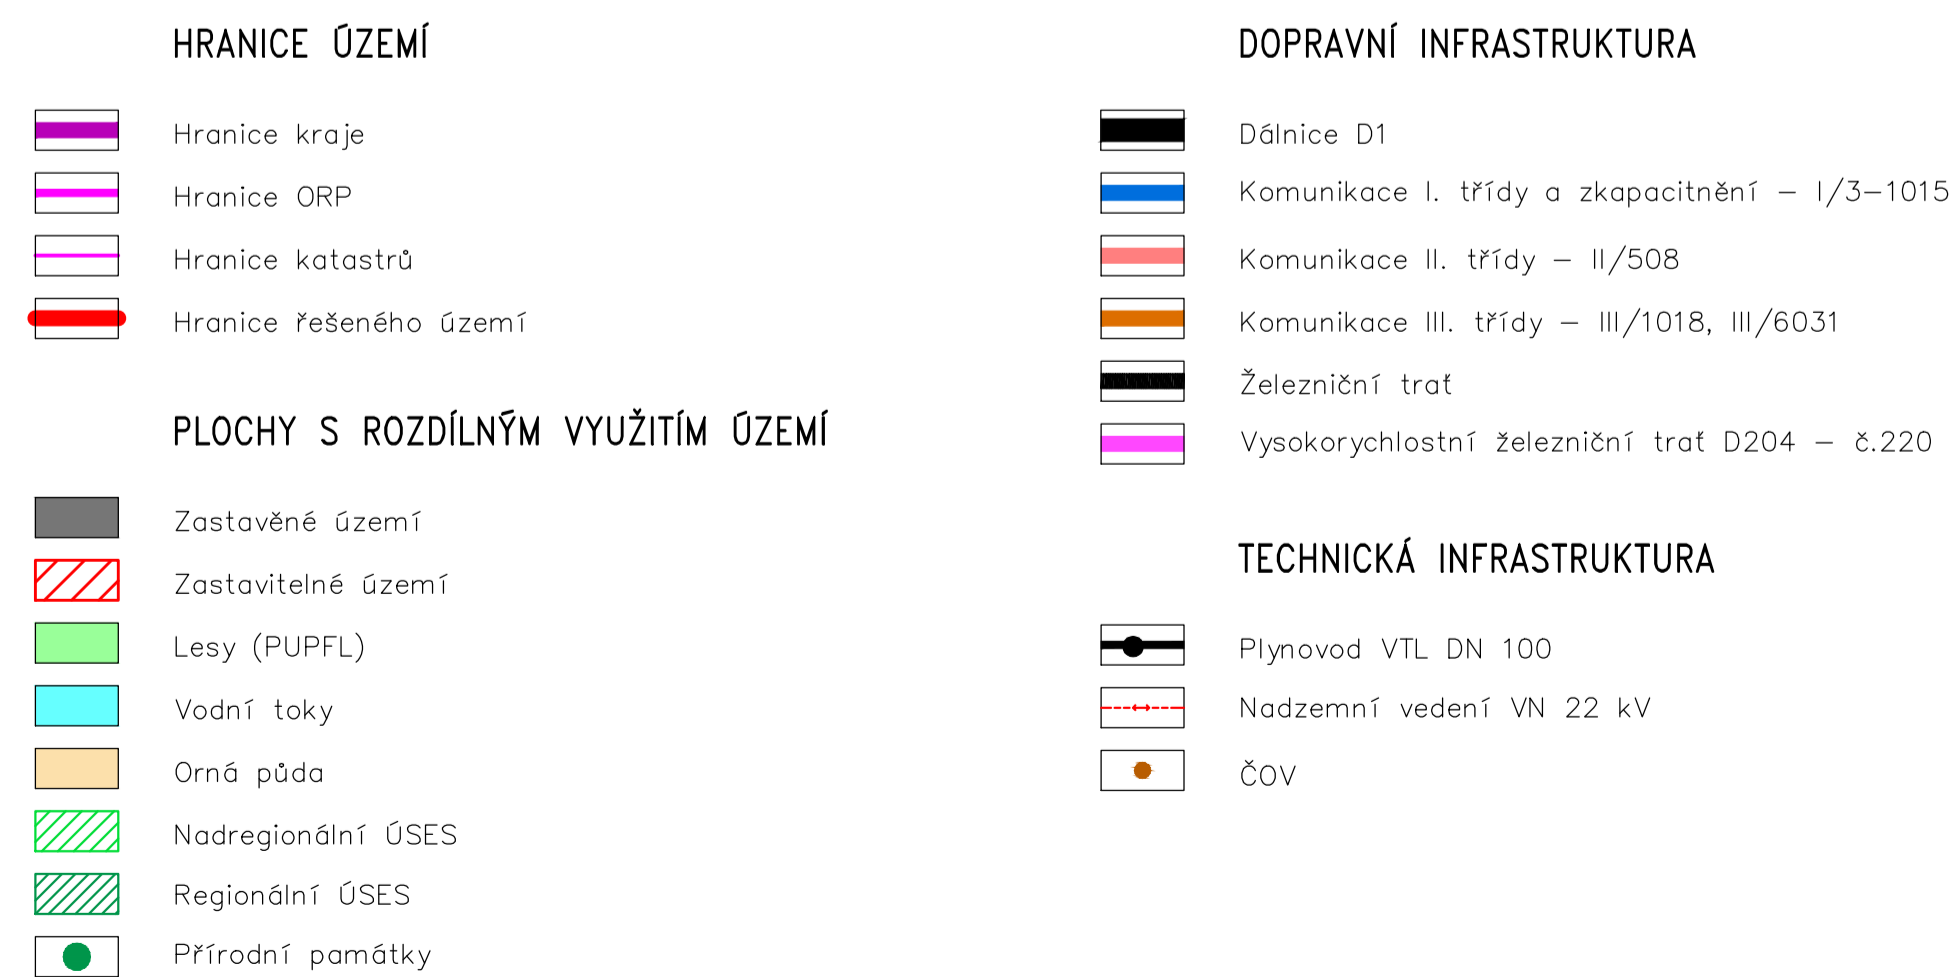 HRANICE ÚZEMÍ
Hranice kraje
Hranice ORP
Hranice katastrů
Hranice řešeného území
PLOCHY S ROZDÍLNÝM VYUŽITÍM ÚZEMÍ
Zastavěné území
Zastavitelné území
Lesy (PUPFL)
Vodní toky
Orná půda
Nadregionální ÚSES
Regionální ÚSES
Přírodní památky
DOPRAVNÍ INFRASTRUKTURA
Dálnice D1
Komunikace I. třídy a zkapacitnění – I/3–1015
Komunikace II. třídy – II/508
Komunikace III. třídy – III/1018, III/6031
Železniční trať
Vysokorychlostní železniční trať D204 – č.220
TECHNICKÁ INFRASTRUKTURA
Plynovod VTL DN 100
Nadzemní vedení VN 22 kV
ČOV